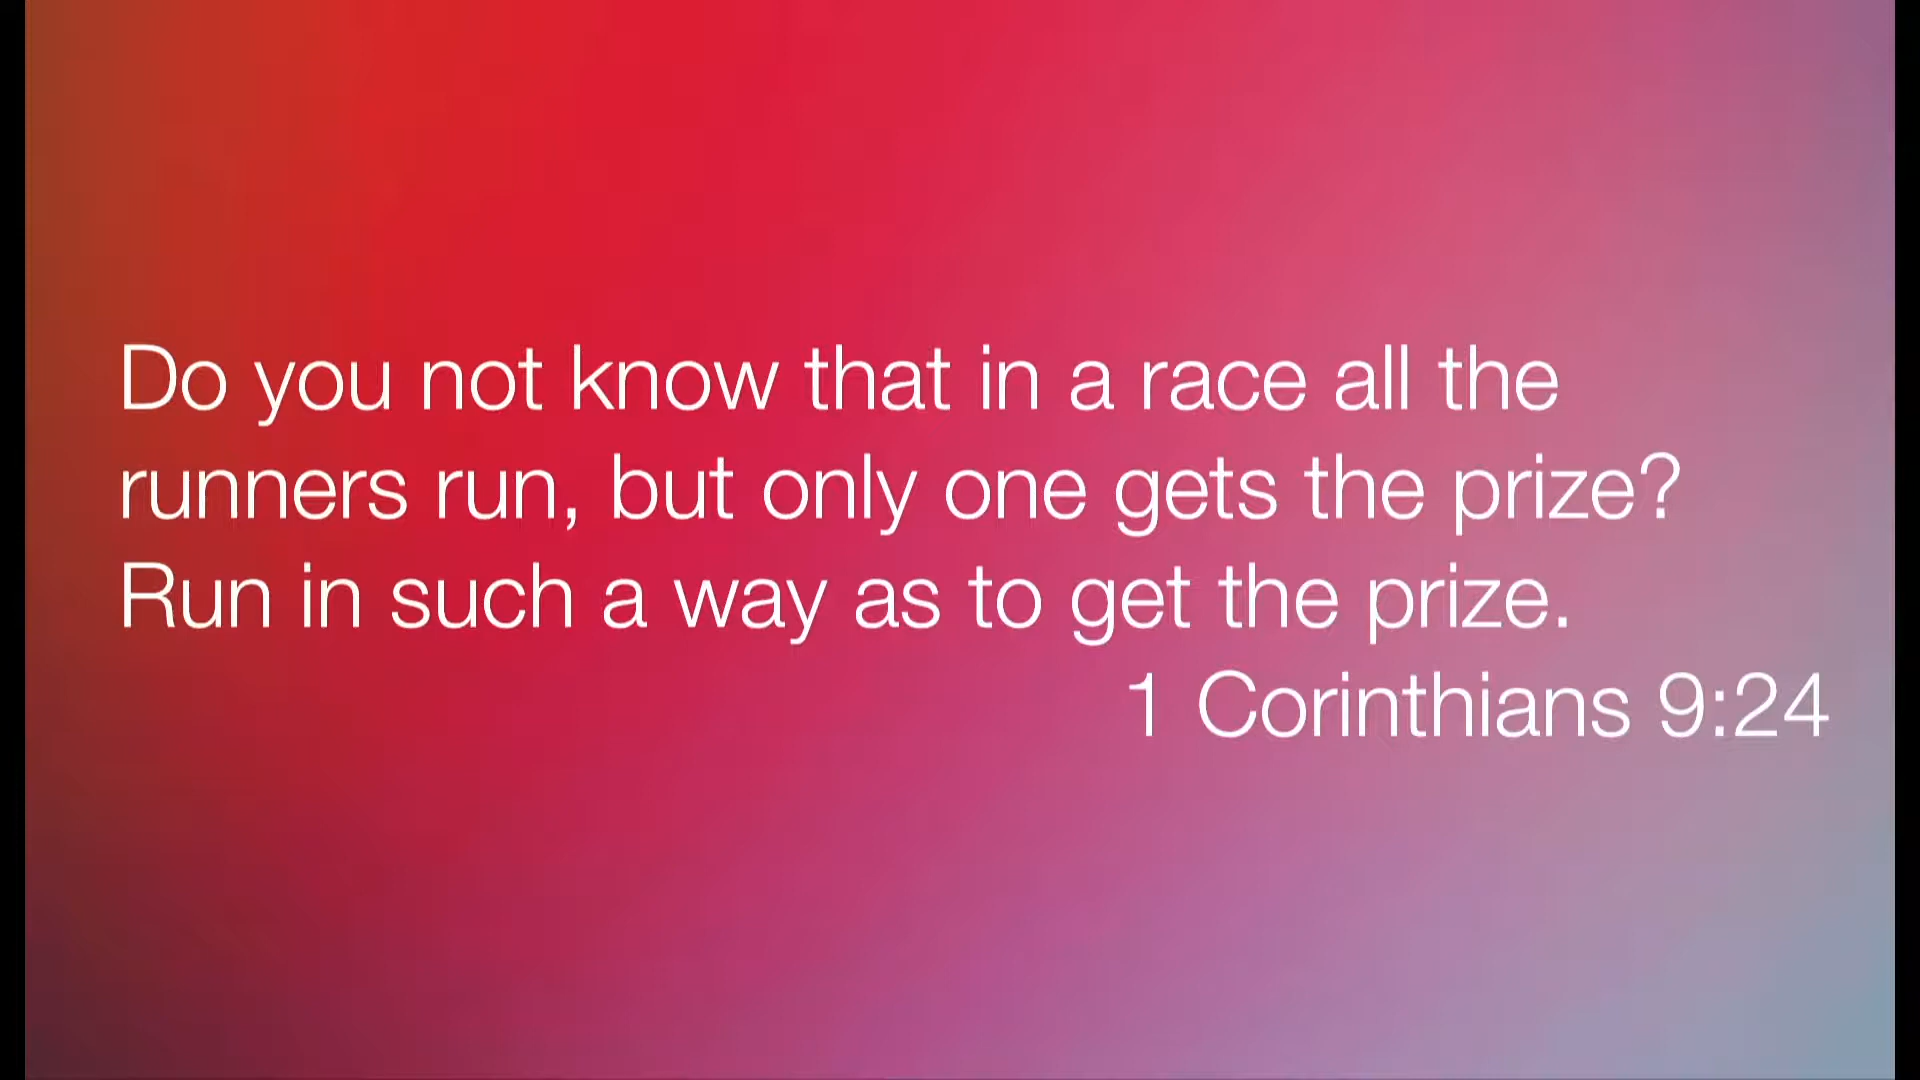 Do you not know that in a race all the
runners run, but only one gets the prize?
Run in such a way as to get the prize.
1 Corinthians 9:24